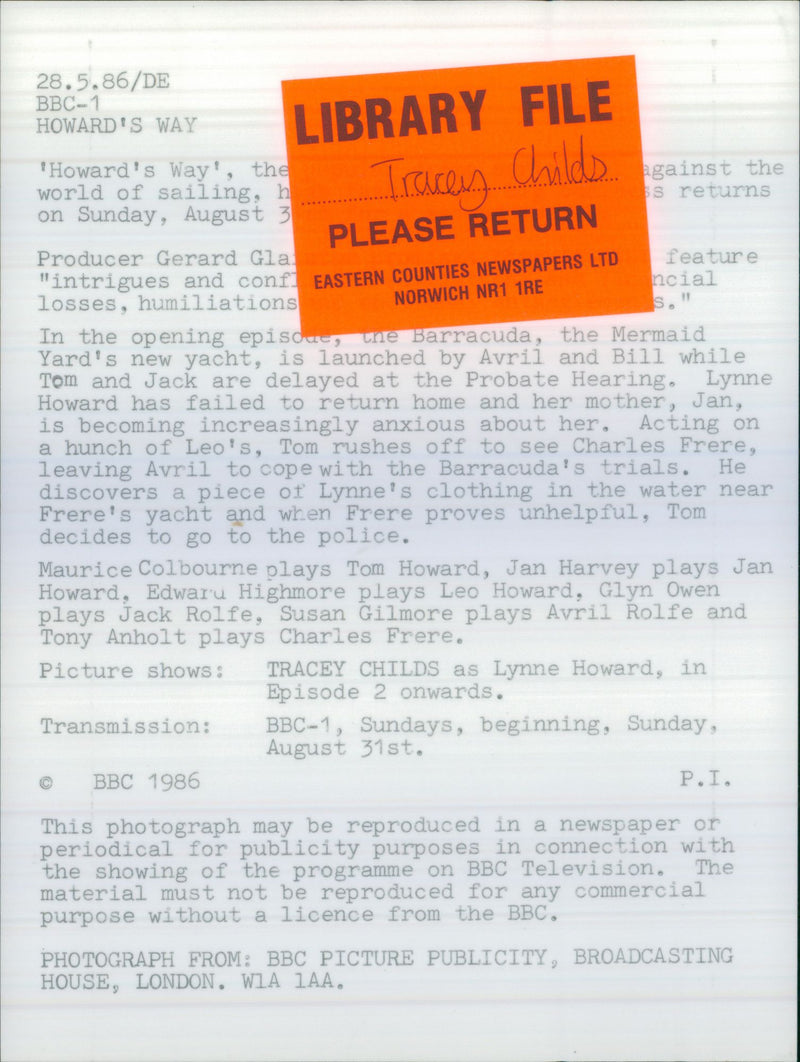 28.5.86/DE
BBC-1
HOWARD'S WAY
'Howard's Way', the against the
world of sailing, returns
on Sunday, August
Producer Gerard feature
"intrigues and
losses, humiliations
LIBRARY FILE
Tracey Childs
PLEASE RETURN
EASTERN COUNTIES NEWSPAPERS LTD
NORWICH NR1 1RE
In the opening episode, the Barracuda, the Mermaid
Yard's new yacht, is launched by Avril and Bill while
Tom and Jack are delayed at the Probate Hearing. Lynne
Howard has failed to return home and her mother, Jan,
is becoming increasingly anxious about her. Acting on
a hunch of Leo's, Tom rushes off to see Charles Frere,
leaving Avril to cope with the Barracuda's trials. He
discovers a piece of Lynne's clothing in the water near
Frere's yacht and when Frere proves unhelpful, Tom
decides to go to the police.
Maurice Colbourne plays Tom Howard, Jan Harvey plays Jan
Howard, Edward Highmore plays Leo Howard, Glyn Owen
plays Jack Rolfe, Susan Gilmore plays Avril Rolfe and
Tony Anholt plays Charles Frere.
Picture shows: TRACEY CHILDS as Lynne Howard, in
Episode 2 onwards.
Transmission: BBC-1, Sundays, beginning, Sunday,
August 31st.
© BBC 1986 P.I.
This photograph may be reproduced in a newspaper or
periodical for publicity purposes in connection with
the showing of the programme on BBC Television. The
material must not be reproduced for any commercial
purpose without a licence from the BBC.
PHOTOGRAPH FROM: BBC PICTURE PUBLICITY, BROADCASTING
HOUSE, LONDON. W1A 1AA.